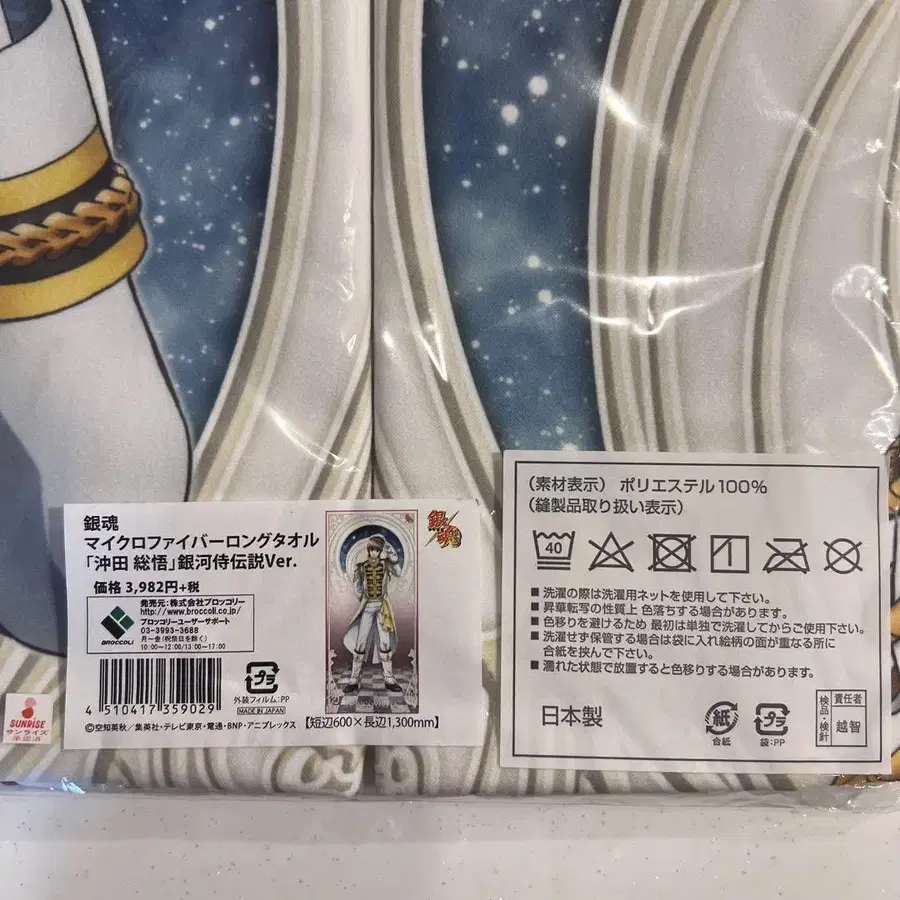 銀魂
マイクロファイバーロングタオル
「沖田 総悟」銀河侍伝説Ver.
価格 3,982円+税
発売元：株式会社ブロッコリー
http://www.broccoli.co.jp/
ブロッコリーユーザーサポート
03-3993-3688
月～金（祝祭日を除く）
10:00～12:00/13:00～17:00
BROCCOLI
4 510417 359029
プラ
外装フィルム：PP
MADE IN JAPAN
©空知英秋／集英社・テレビ東京・電通・BNP・アニプレックス
銀魂
【短辺600×長辺1,300mm】
SUNRISE
サンライズ
（素材表示） ポリエステル100%
（縫製品取り扱い表示）
40
■ 洗濯の際は洗濯用ネットを使用して下さい。
■ 昇華転写の性質上 色落ちする場合があります。
■ 色移りを避けるため 最初は単独で洗濯してからご使用下さい。
■ 洗濯せず保管する場合は袋に入れ絵柄の面が重なる所に
合紙を挟んで下さい。
■ 濡れた状態で放置すると色移りする場合があります。
日本製
紙
合紙
プラ
袋:PP
検品・検針
責任者
越智